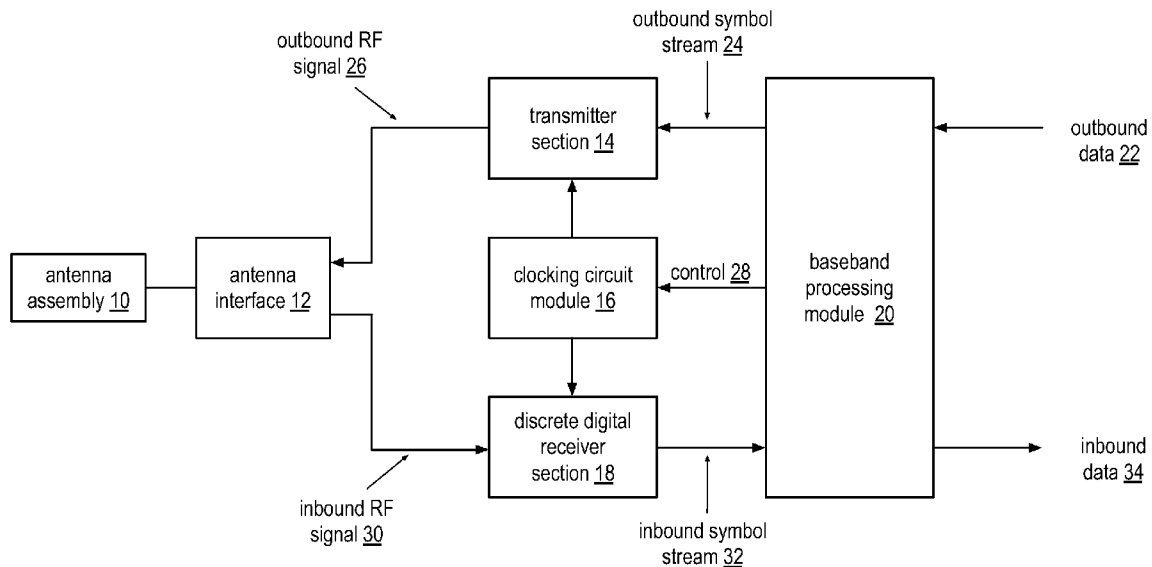 outbound RF
signal 26
outbound symbol
stream 24
transmitter
section 14
outbound
data 22
antenna
assembly 10
antenna
interface 12
clocking circuit
module 16
control 28
baseband
processing
module 20
discrete digital
receiver
section 18
inbound
data 34
inbound RF
signal 30
inbound symbol
stream 32